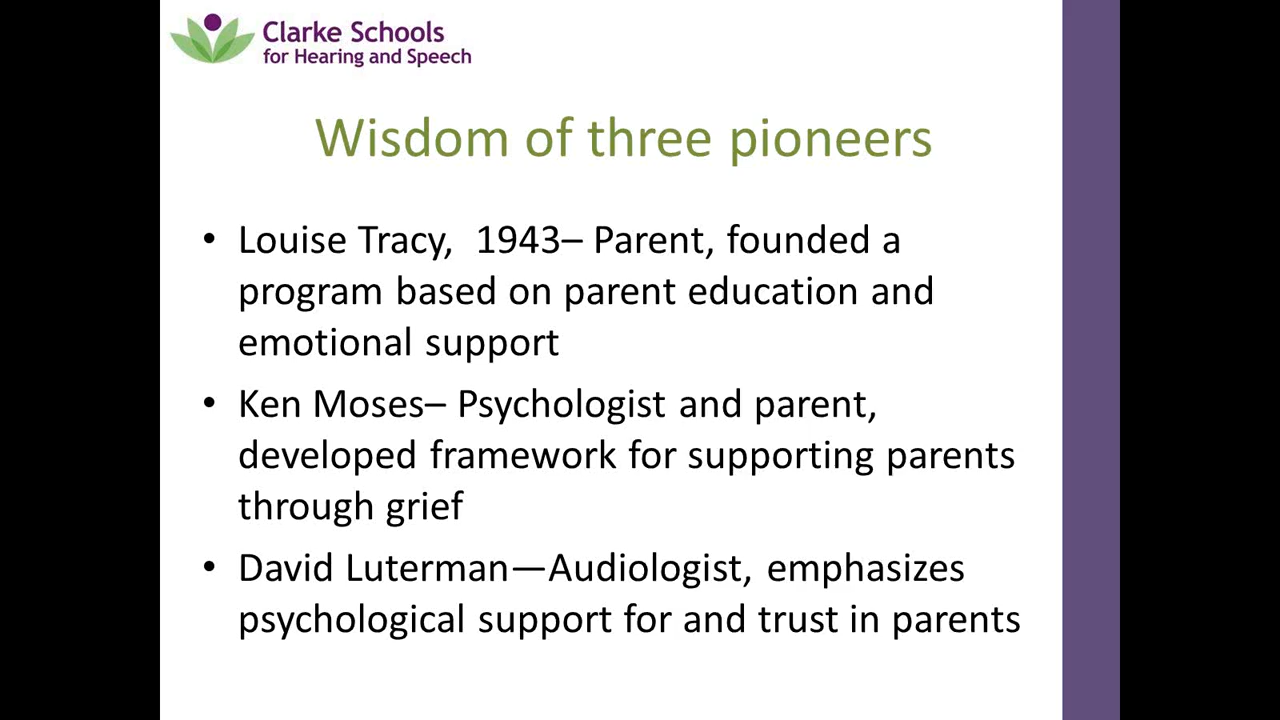 Clarke Schools
for Hearing and Speech
Wisdom of three pioneers
• Louise Tracy,  1943– Parent, founded a
program based on parent education and
emotional support
• Ken Moses– Psychologist and parent,
developed framework for supporting parents
through grief
• David Luterman—Audiologist, emphasizes
psychological support for and trust in parents